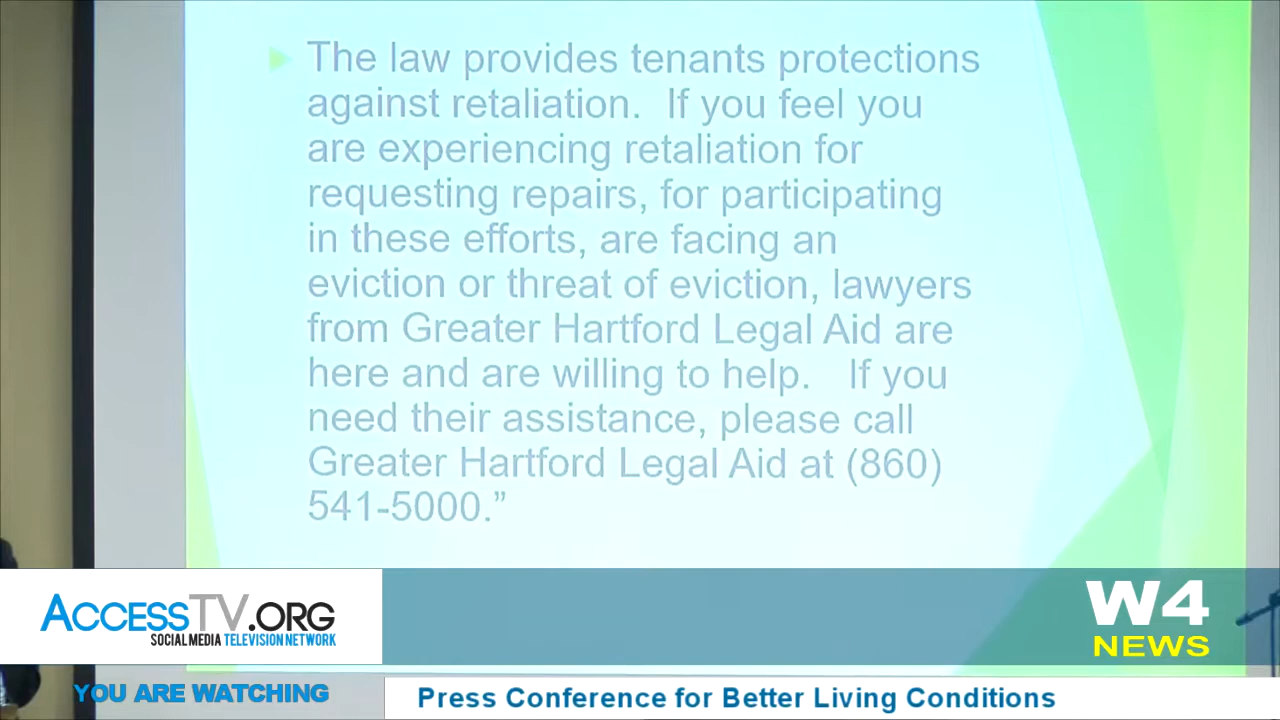 The law provides tenants protections
against retaliation. If you feel you
are experiencing retaliation for
requesting repairs, for participating
in these efforts, are facing an
eviction or threat of eviction, lawyers
from Greater Hartford Legal Aid are
here and are willing to help. If you
need their assistance, please call
Greater Hartford Legal Aid at (860)
541-5000.”
ACCESSTV.ORG
SOCIAL MEDIA TELEVISION NETWORK
W4
NEWS
YOU ARE WATCHING
Press Conference for Better Living Conditions